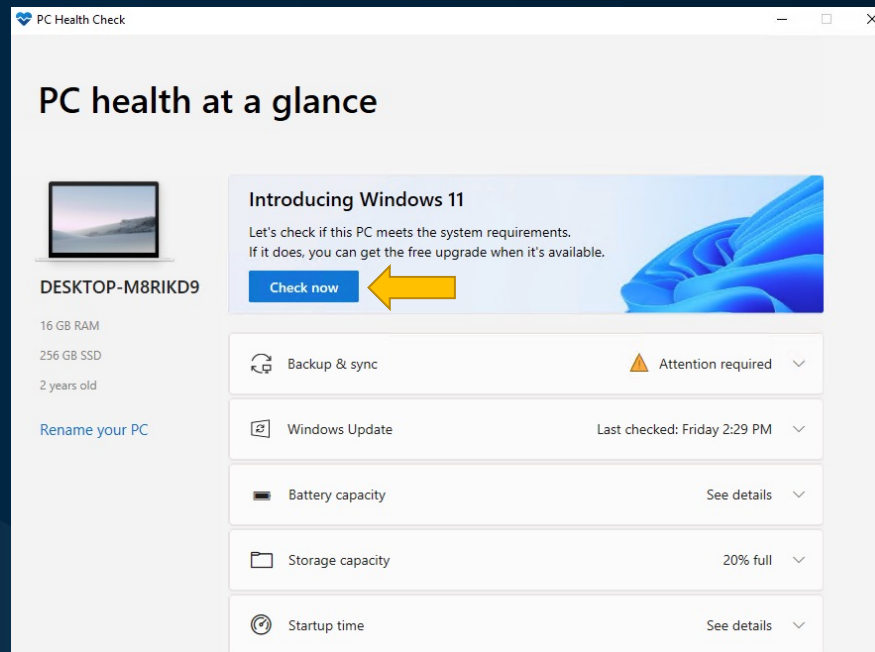 PC Health Check
PC health at a glance
Introducing Windows 11
Let's check if this PC meets the system requirements.
If it does, you can get the free upgrade when it's available.
Check now
DESKTOP-M8RIKD9
16 GB RAM
256 GB SSD
2 years old
Rename your PC
Backup & sync Attention required
Windows Update Last checked: Friday 2:29 PM
Battery capacity See details
Storage capacity 20% full
Startup time See details